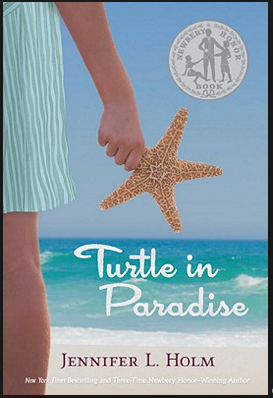 NEWBERY HONOR
BOOK
Turtle in
Paradise
JENNIFER L. HOLM
New York Times Bestselling and Three-Time Newbery Honor–Winning Author